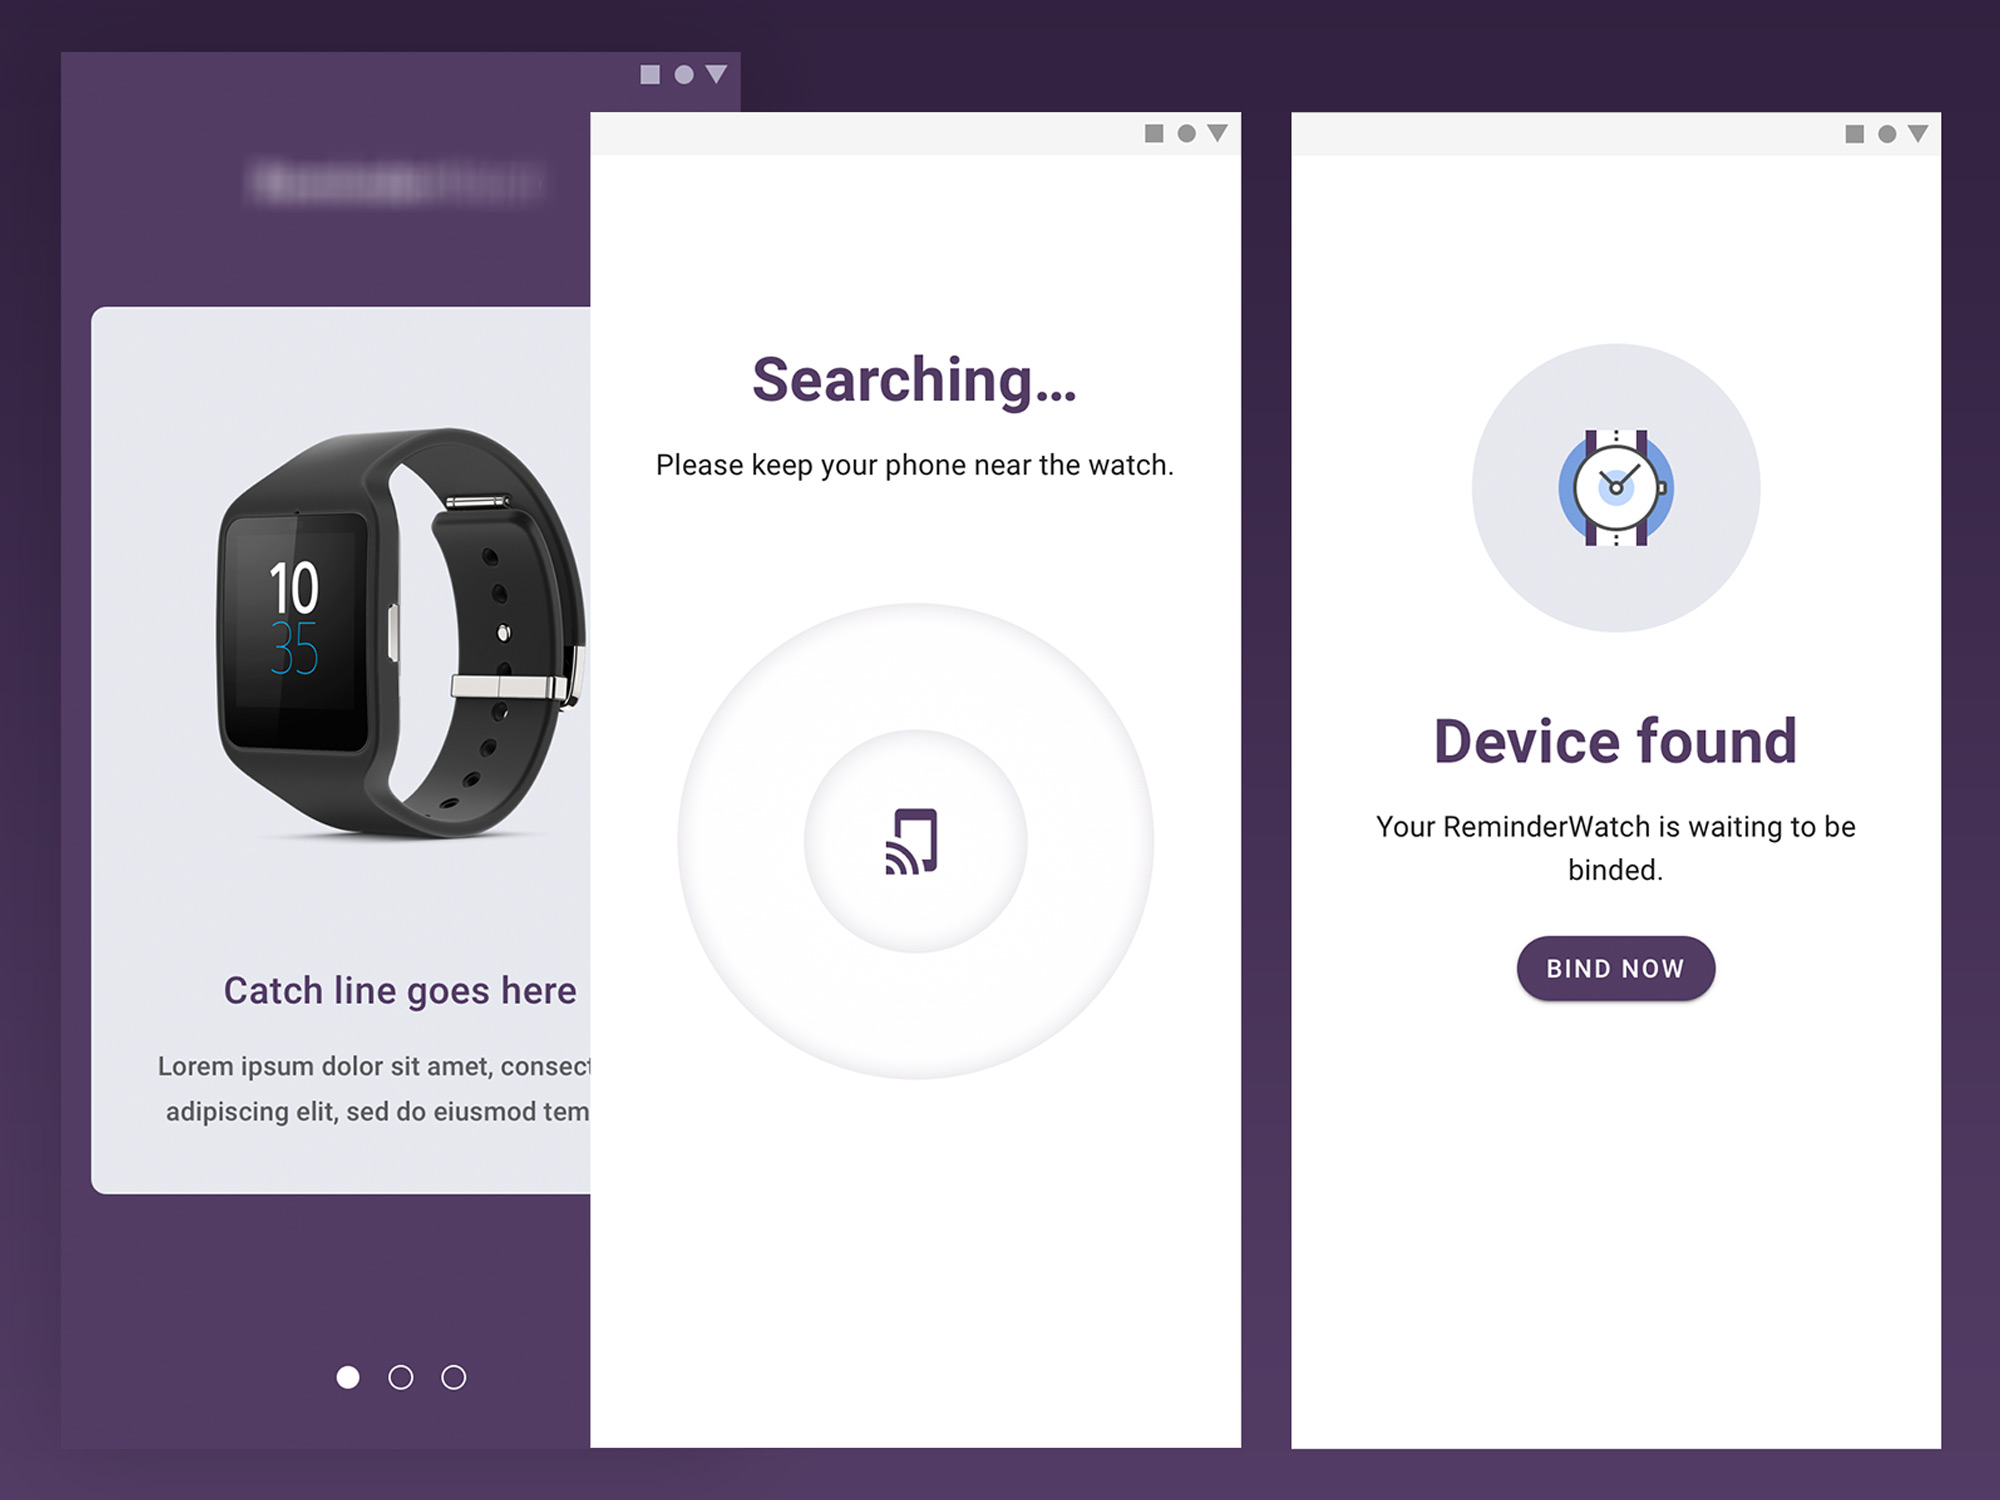 10
35
Catch line goes here
Lorem ipsum dolor sit amet, consect
adipiscing elit, sed do eiusmod tem
Searching...
Please keep your phone near the watch.
Device found
Your ReminderWatch is waiting to be
binded.
BIND NOW